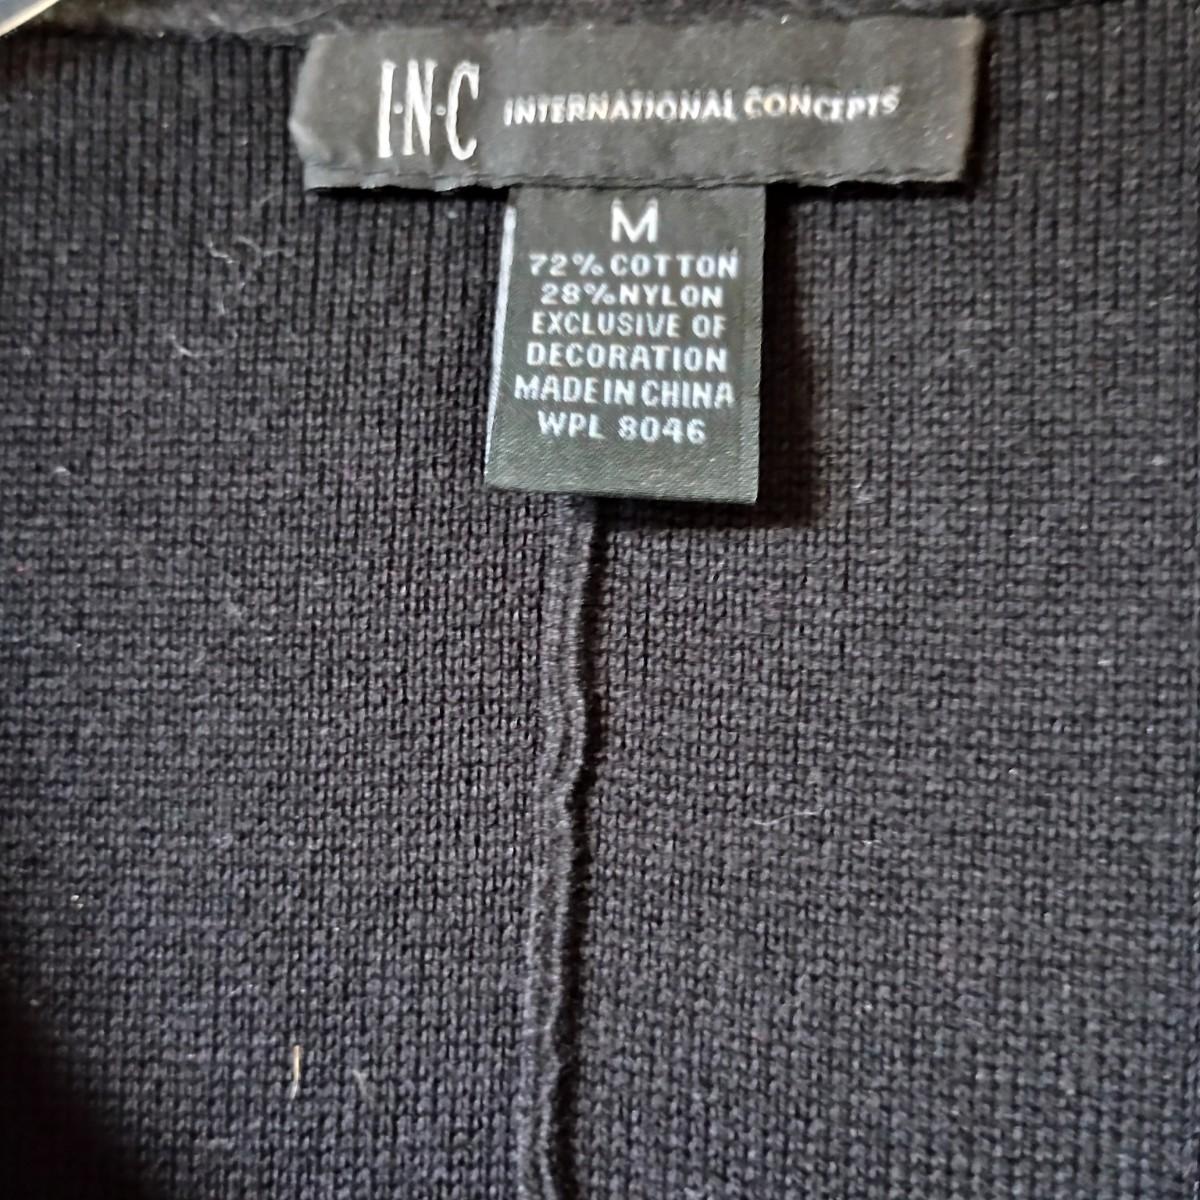 I·N·C INTERNATIONAL CONCEPTS
M
72% COTTON
28% NYLON
EXCLUSIVE OF
DECORATION
MADE IN CHINA
WPL 8046